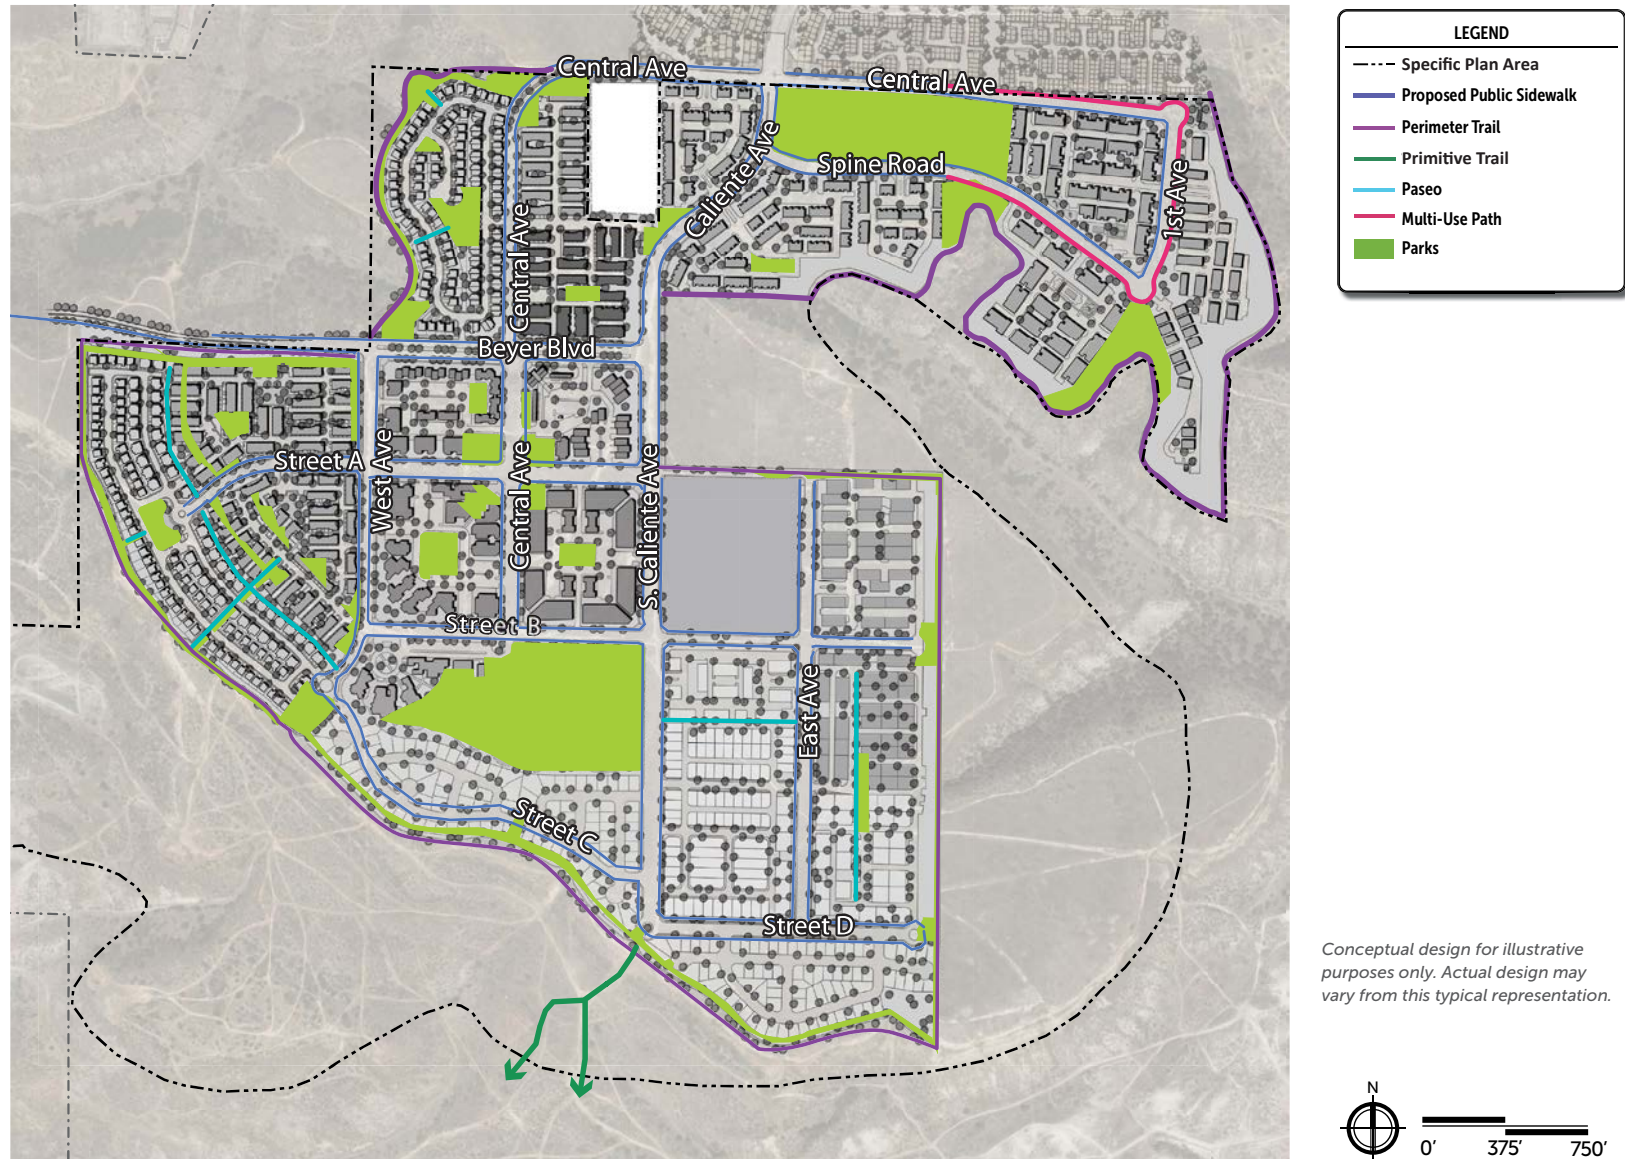 Central Ave
Central Ave
Caliente Ave
Spine Road
1st Ave
Central Ave
Beyer Blvd
Street A
West Ave
Central Ave
S. Caliente Ave
Street B
East Ave
Street C
Street D
LEGEND
Specific Plan Area
Proposed Public Sidewalk
Perimeter Trail
Primitive Trail
Paseo
Multi-Use Path
Parks
Conceptual design for illustrative
purposes only. Actual design may
vary from this typical representation.
N
0' 375' 750'